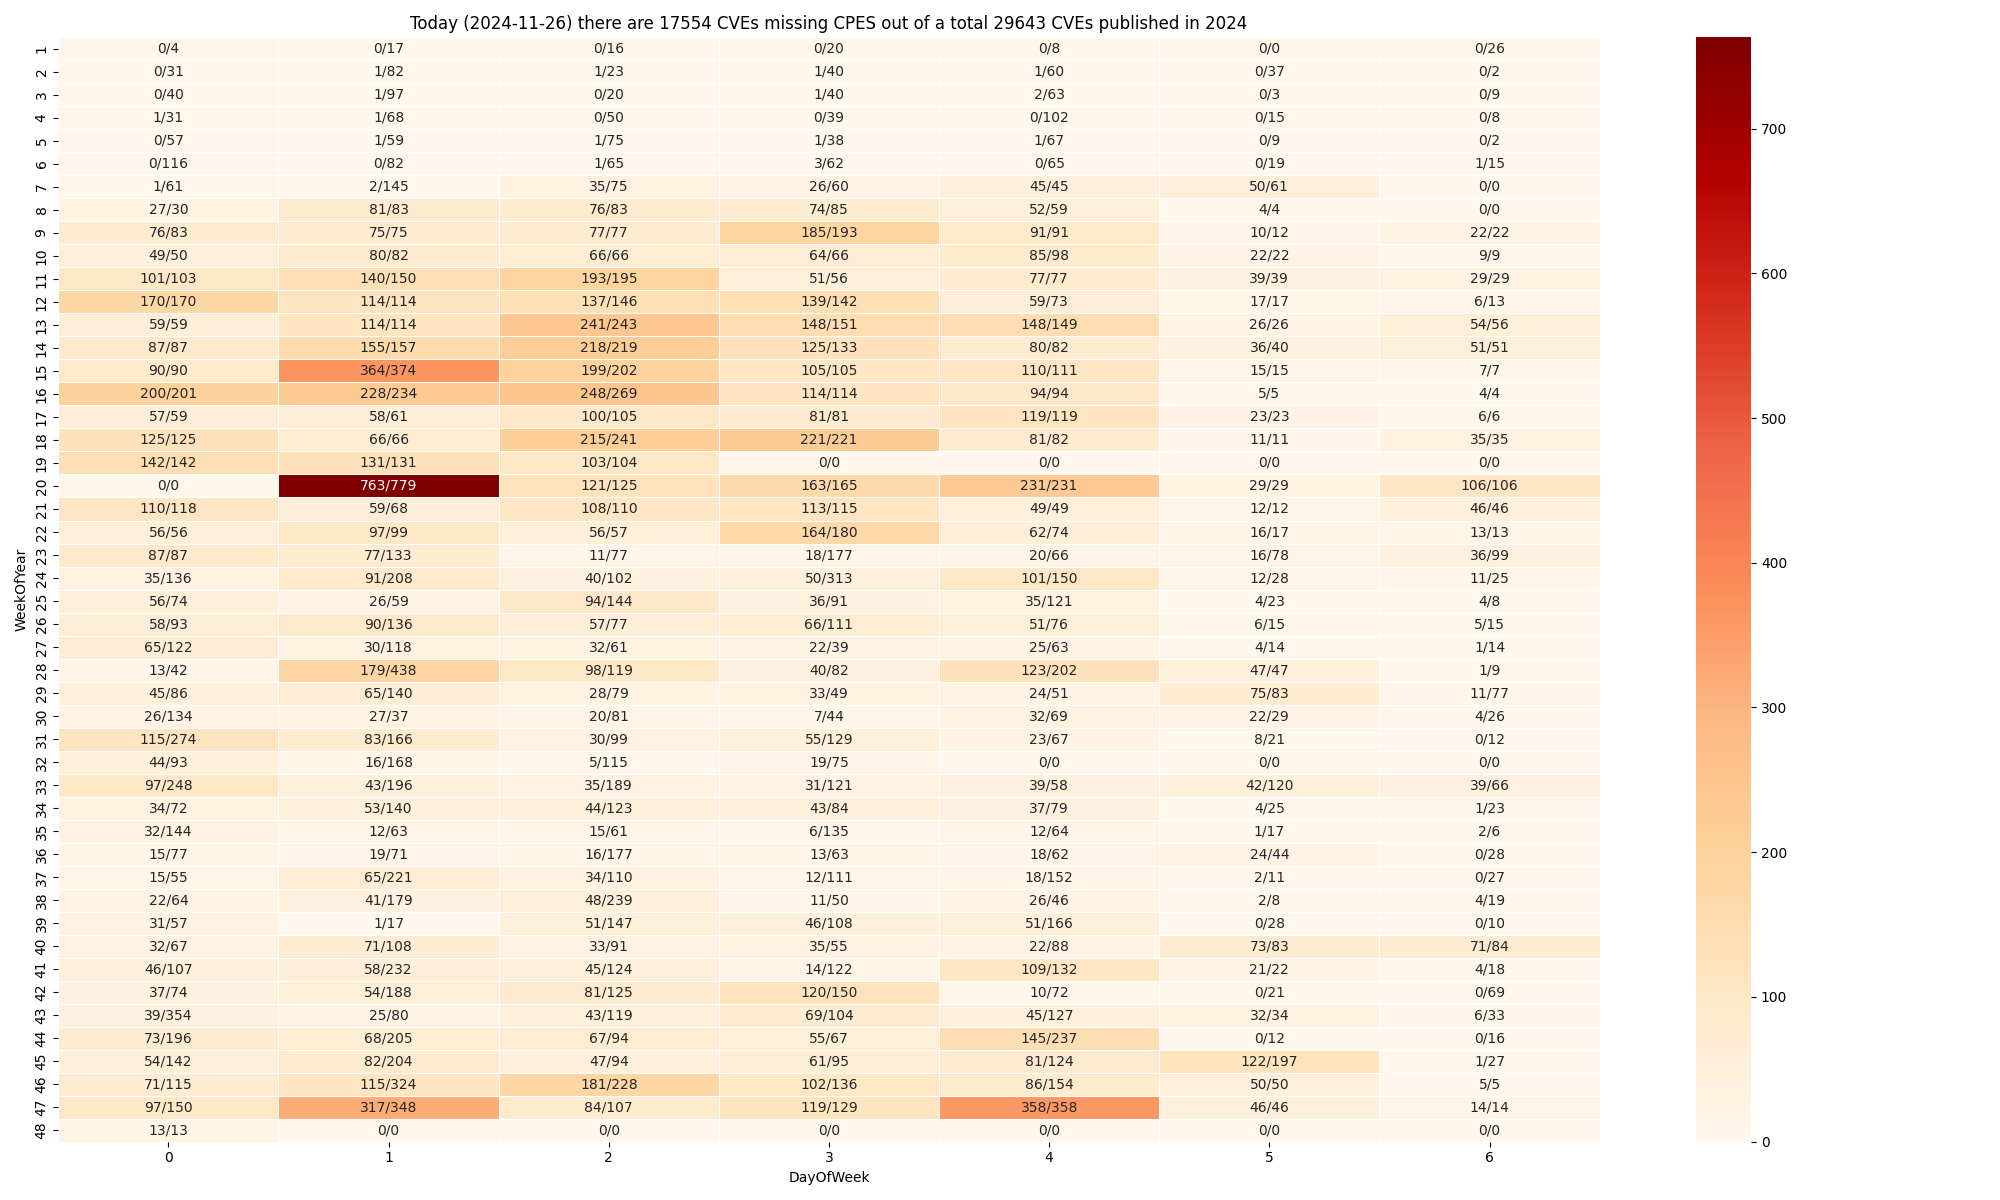 Today (2024-11-26) there are 17554 CVEs missing CPES out of a total 29643 CVEs published in 2024
1 0/4 0/17 0/16 0/20 0/8 0/0 0/26
2 0/31 1/82 1/23 1/40 1/60 0/37 0/2
3 0/40 1/97 0/20 1/40 2/63 0/3 0/9
4 1/31 1/68 0/50 0/39 0/102 0/15 0/8
5 0/57 1/59 1/75 1/38 1/67 0/9 0/2
6 0/116 0/82 1/65 3/62 0/65 0/19 1/15
7 1/61 2/145 35/75 26/60 45/45 50/61 0/0
8 27/30 81/83 76/83 74/85 52/59 4/4 0/0
9 76/83 75/75 77/77 185/193 91/91 10/12 22/22
10 49/50 80/82 66/66 64/66 85/98 22/22 9/9
11 101/103 140/150 193/195 51/56 77/77 39/39 29/29
12 170/170 114/114 137/146 139/142 59/73 17/17 6/13
13 59/59 114/114 241/243 148/151 148/149 26/26 54/56
14 87/87 155/157 218/219 125/133 80/82 36/40 51/51
15 90/90 364/374 199/202 105/105 110/111 15/15 7/7
16 200/201 228/234 248/269 114/114 94/94 5/5 4/4
17 57/59 58/61 100/105 81/81 119/119 23/23 6/6
18 125/125 66/66 215/241 221/221 81/82 11/11 35/35
19 142/142 131/131 103/104 0/0 0/0 0/0 0/0
20 0/0 763/779 121/125 163/165 231/231 29/29 106/106
21 110/118 59/68 108/110 113/115 49/49 12/12 46/46
22 56/56 97/99 56/57 164/180 62/74 16/17 13/13
23 87/87 77/133 11/77 18/177 20/66 16/78 36/99
24 35/136 91/208 40/102 50/313 101/150 12/28 11/25
25 56/74 26/59 94/144 36/91 35/121 4/23 4/8
26 58/93 90/136 57/77 66/111 51/76 6/15 5/15
27 65/122 30/118 32/61 22/39 25/63 4/14 1/14
28 13/42 179/438 98/119 40/82 123/202 47/47 1/9
29 45/86 65/140 28/79 33/49 24/51 75/83 11/77
30 26/134 27/37 20/81 7/44 32/69 22/29 4/26
31 115/274 83/166 30/99 55/129 23/67 8/21 0/12
32 44/93 16/168 5/115 19/75 0/0 0/0 0/0
33 97/248 43/196 35/189 31/121 39/58 42/120 39/66
34 34/72 53/140 44/123 43/84 37/79 4/25 1/23
35 32/144 12/63 15/61 6/135 12/64 1/17 2/6
36 15/77 19/71 16/177 13/63 18/62 24/44 0/28
37 15/55 65/221 34/110 12/111 18/152 2/11 0/27
38 22/64 41/179 48/239 11/50 26/46 2/8 4/19
39 31/57 1/17 51/147 46/108 51/166 0/28 0/10
40 32/67 71/108 33/91 35/55 22/88 73/83 71/84
41 46/107 58/232 45/124 14/122 109/132 21/22 4/18
42 37/74 54/188 81/125 120/150 10/72 0/21 0/69
43 39/354 25/80 43/119 69/104 45/127 32/34 6/33
44 73/196 68/205 67/94 55/67 145/237 0/12 0/16
45 54/142 82/204 47/94 61/95 81/124 122/197 1/27
46 71/115 115/324 181/228 102/136 86/154 50/50 5/5
47 97/150 317/348 84/107 119/129 358/358 46/46 14/14
48 13/13 0/0 0/0 0/0 0/0 0/0 0/0
0 1 2 3 4 5 6
DayOfWeek
WeekOfYear
700
600
500
400
300
200
100
0